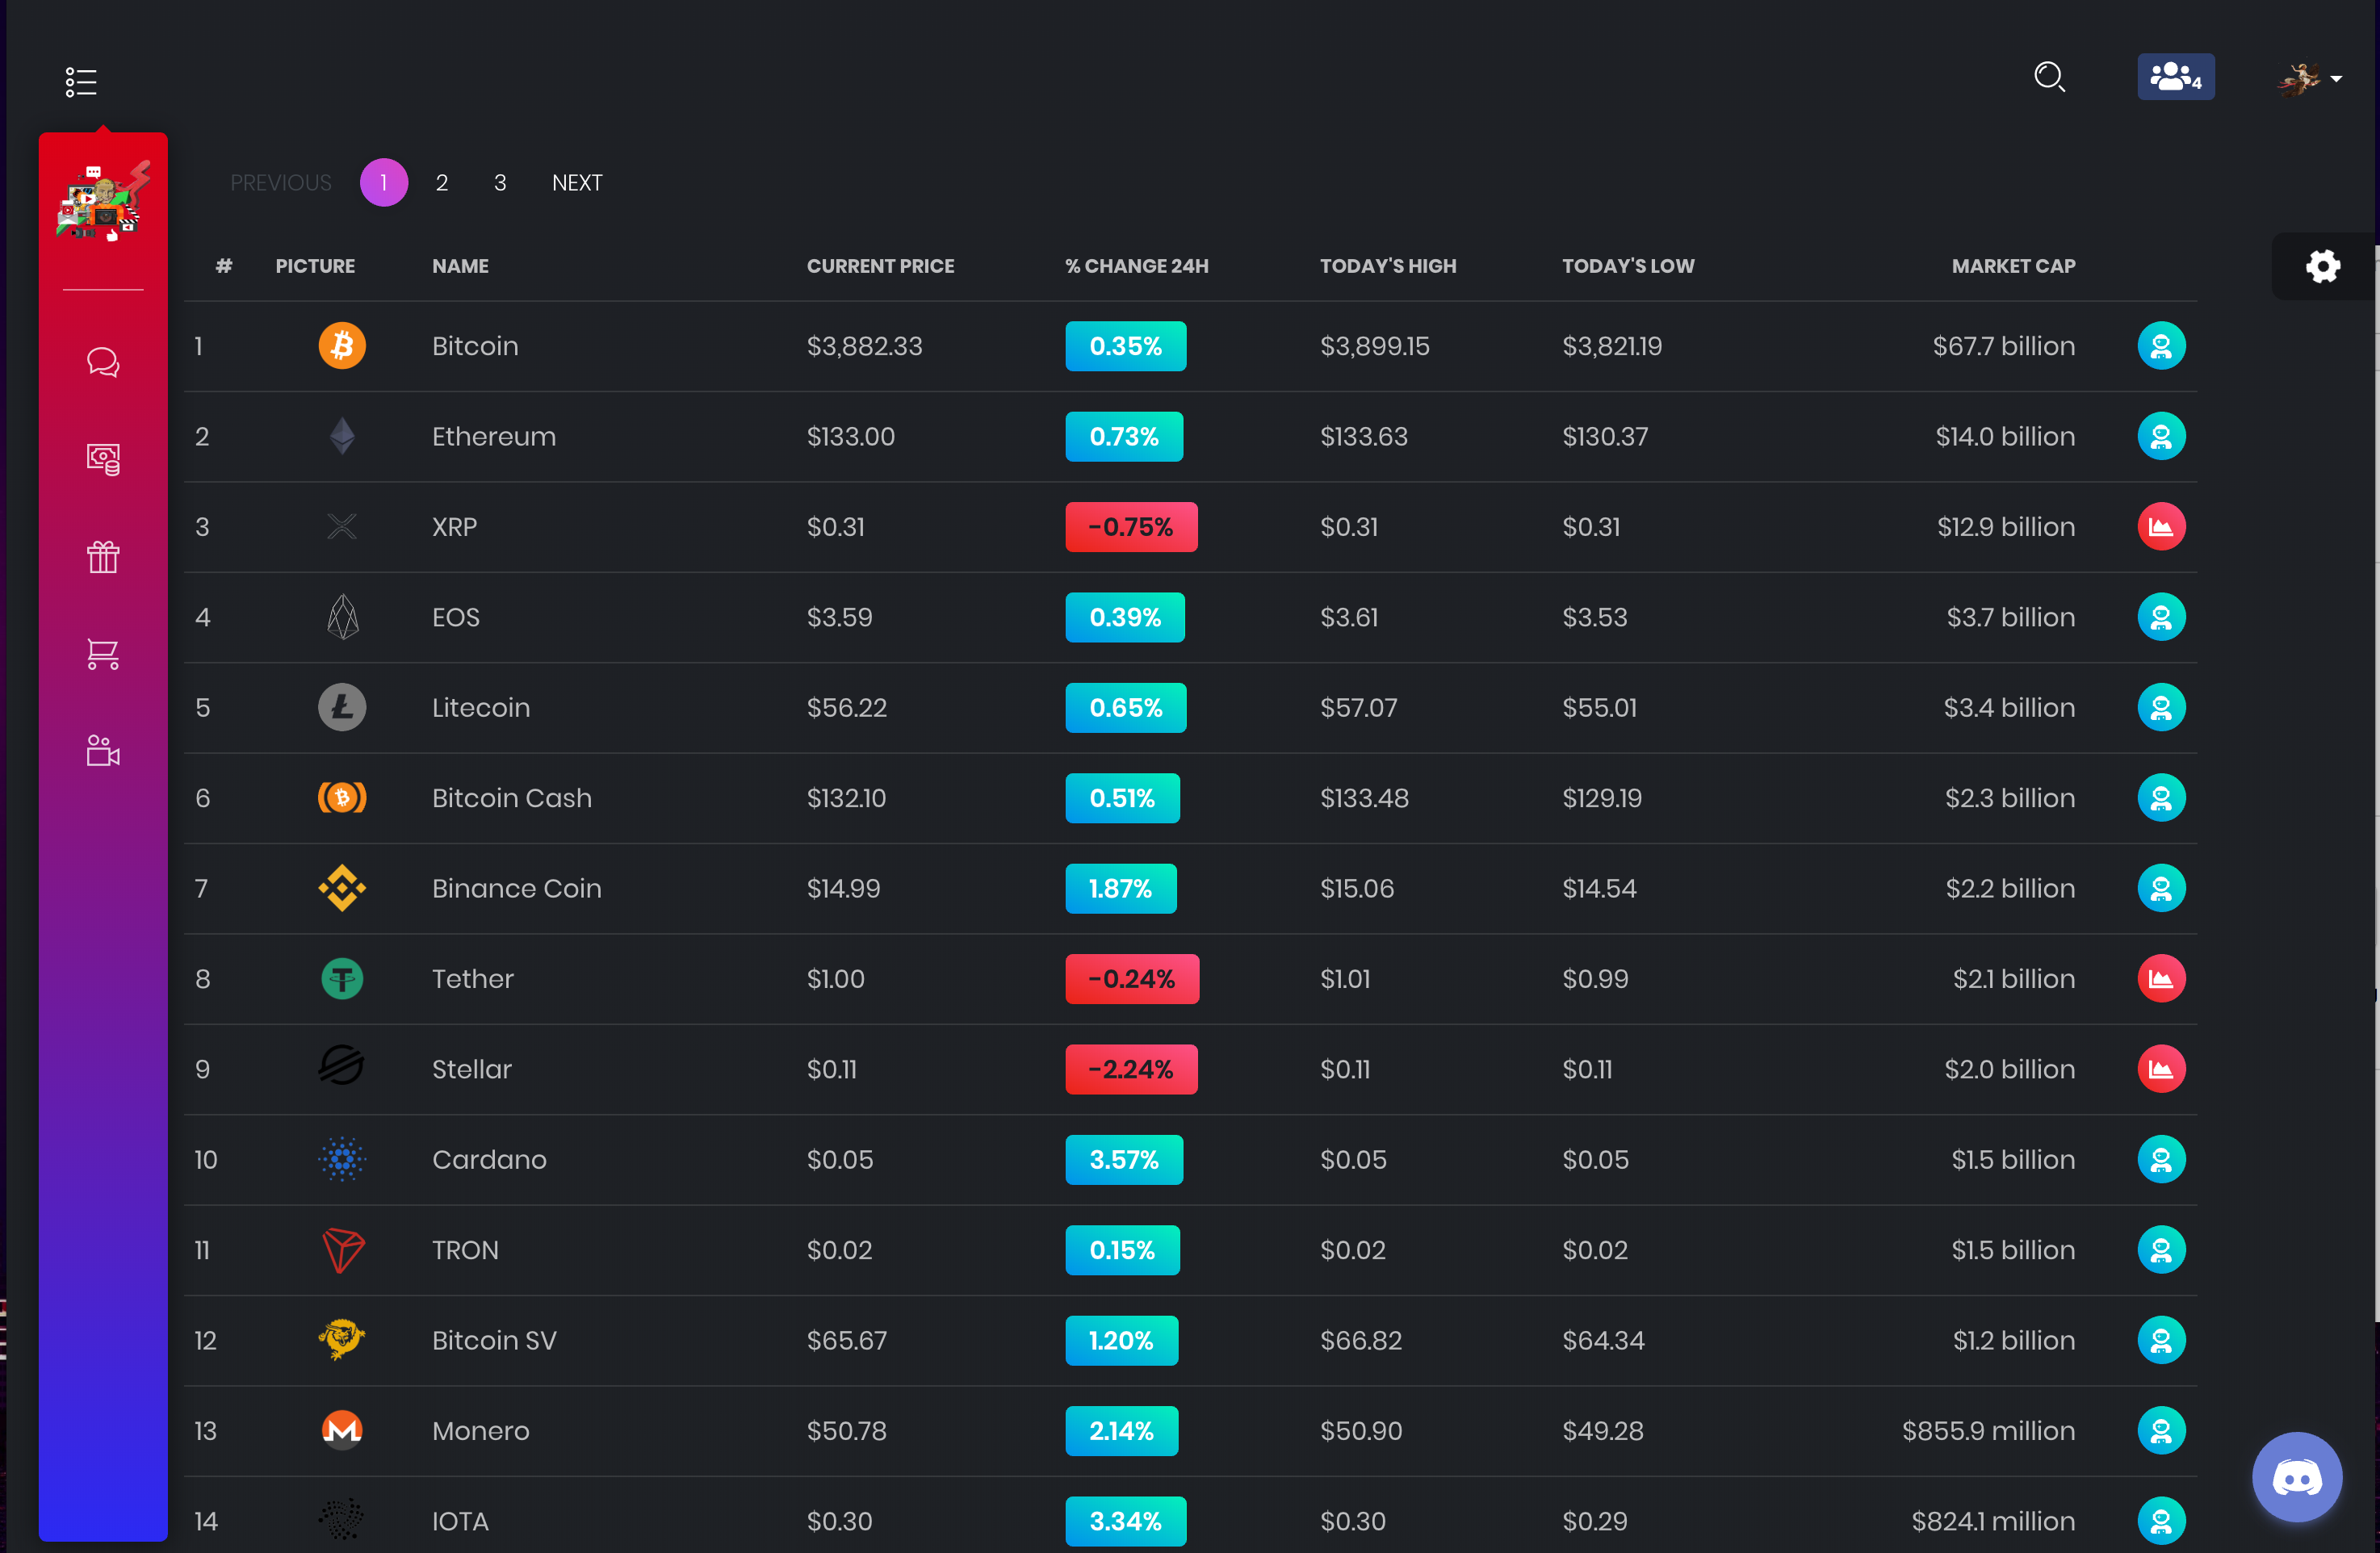 4
PREVIOUS 1 2 3 NEXT
# PICTURE NAME CURRENT PRICE % CHANGE 24H TODAY'S HIGH TODAY'S LOW MARKET CAP
1 Bitcoin $3,882.33 0.35% $3,899.15 $3,821.19 $67.7 billion
2 Ethereum $133.00 0.73% $133.63 $130.37 $14.0 billion
3 XRP $0.31 -0.75% $0.31 $0.31 $12.9 billion
4 EOS $3.59 0.39% $3.61 $3.53 $3.7 billion
5 Litecoin $56.22 0.65% $57.07 $55.01 $3.4 billion
6 Bitcoin Cash $132.10 0.51% $133.48 $129.19 $2.3 billion
7 Binance Coin $14.99 1.87% $15.06 $14.54 $2.2 billion
8 Tether $1.00 -0.24% $1.01 $0.99 $2.1 billion
9 Stellar $0.11 -2.24% $0.11 $0.11 $2.0 billion
10 Cardano $0.05 3.57% $0.05 $0.05 $1.5 billion
11 TRON $0.02 0.15% $0.02 $0.02 $1.5 billion
12 Bitcoin SV $65.67 1.20% $66.82 $64.34 $1.2 billion
13 Monero $50.78 2.14% $50.90 $49.28 $855.9 million
14 IOTA $0.30 3.34% $0.30 $0.29 $824.1 million